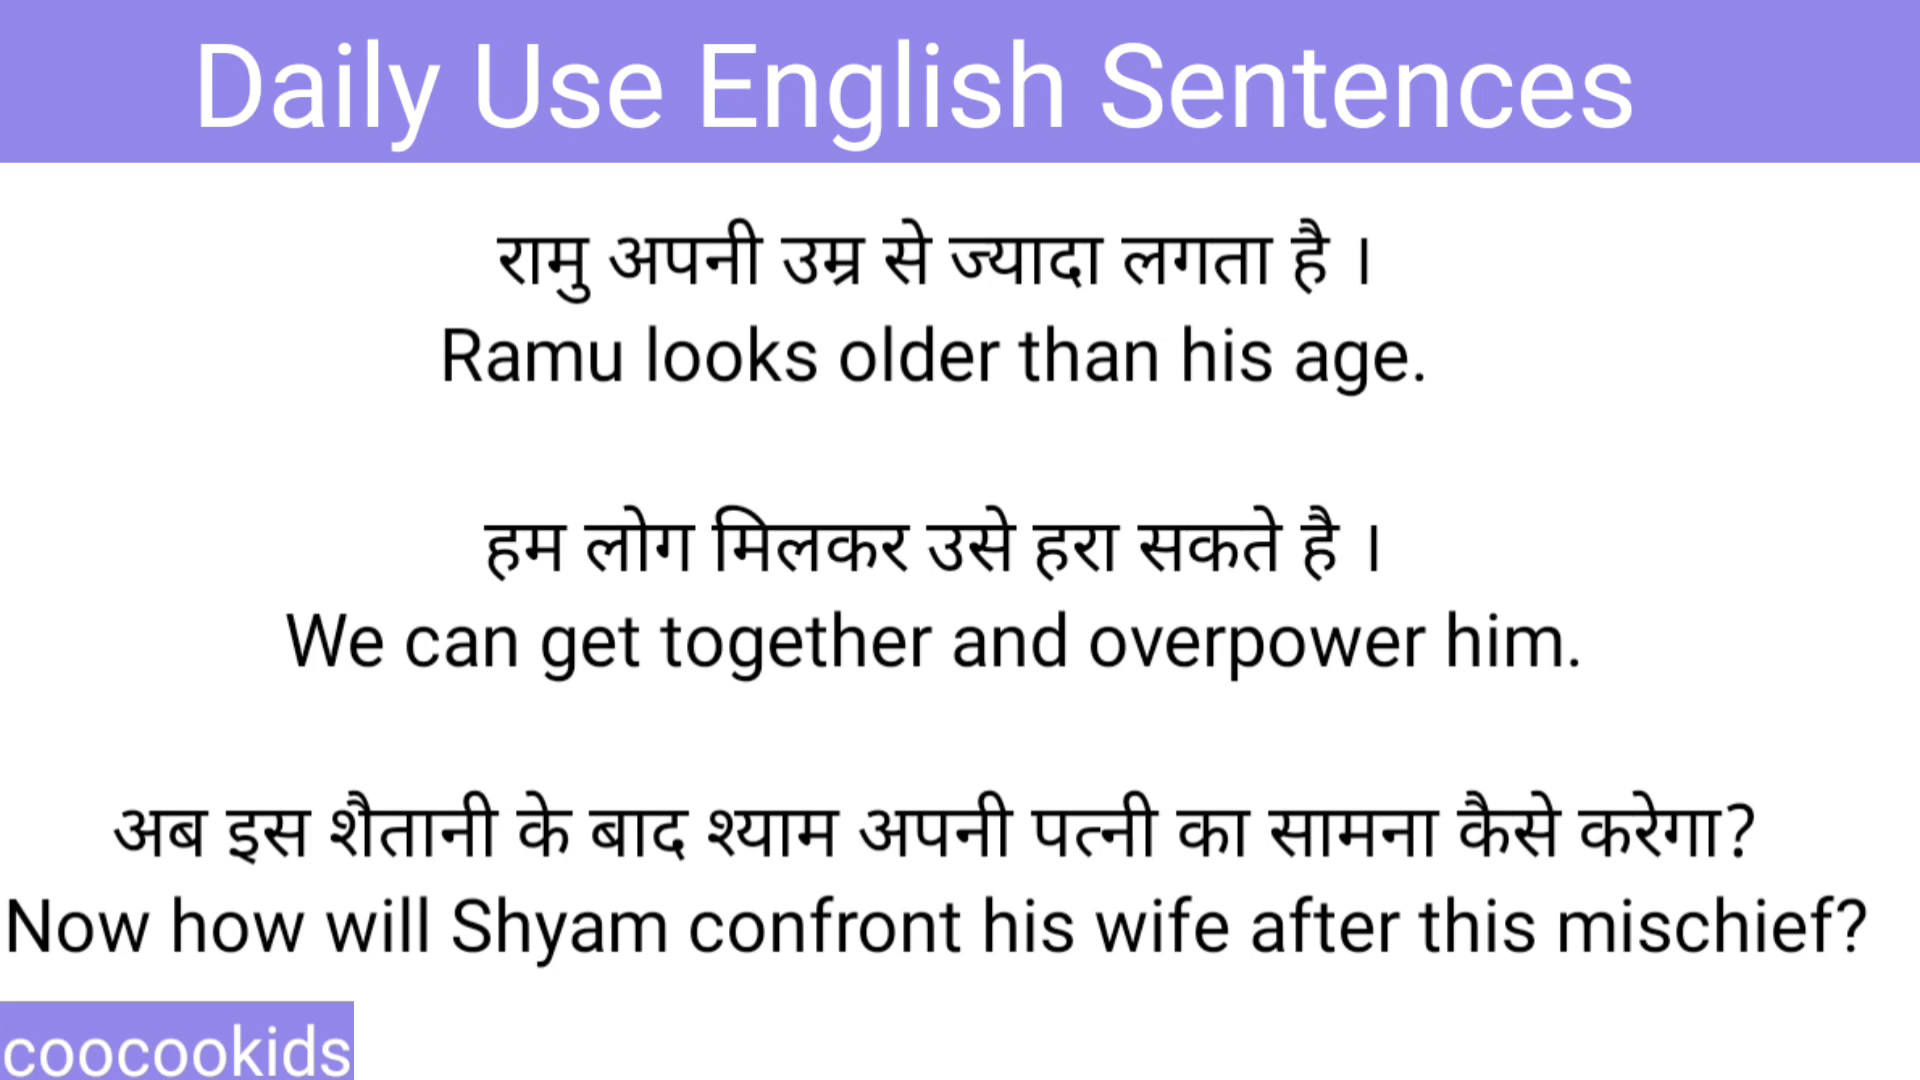 Daily Use English Sentences
रामु अपनी उम्र से ज्यादा लगता है ।
Ramu looks older than his age.
हम लोग मिलकर उसे हरा सकते है ।
We can get together and overpower him.
अब इस शैतानी के बाद श्याम अपनी पत्नी का सामना कैसे करेगा?
Now how will Shyam confront his wife after this mischief?
coocookids